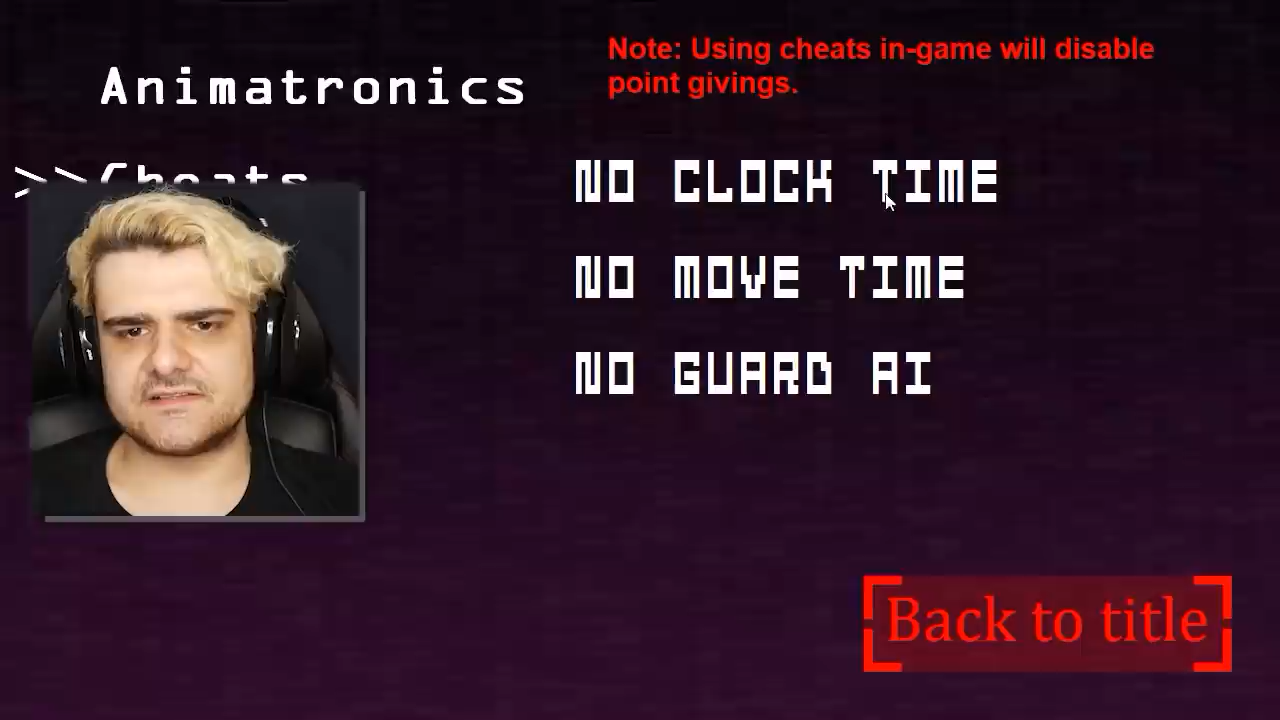 Animatronics
Note: Using cheats in-game will disable
point givings.
>>Cheats
NO CLOCK TIME
NO MOVE TIME
NO GUARD AI
Back to title